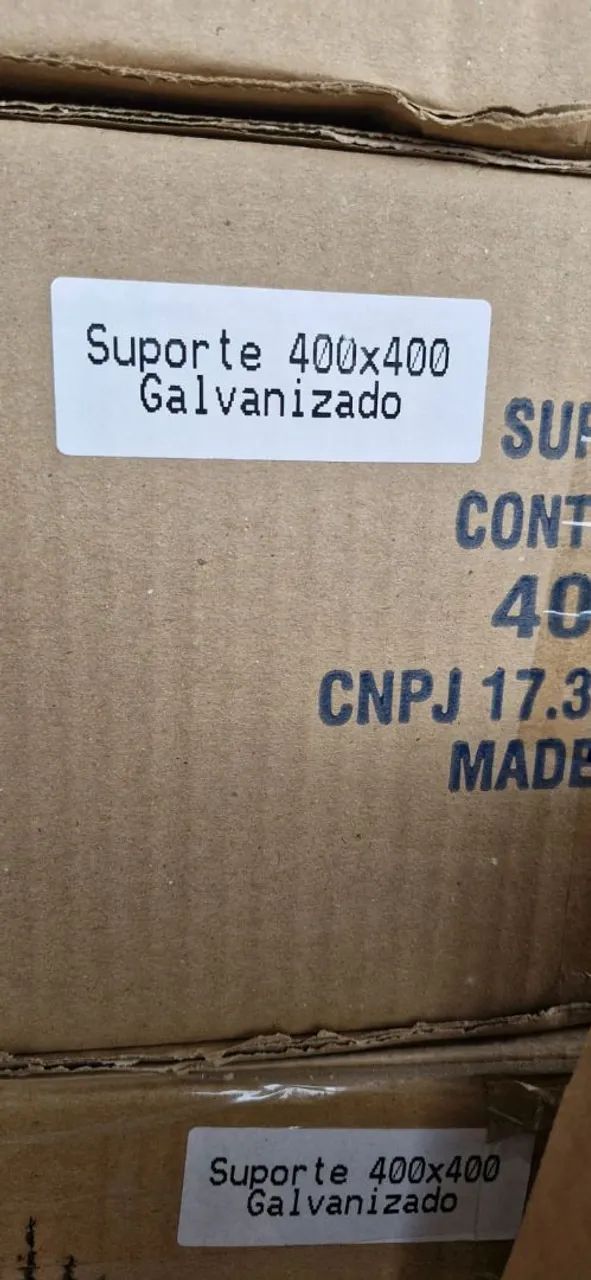 Suporte 400x400
Galvanizado
SUP
CONT
40
CNPJ 17.3
MADE
Suporte 400x400
Galvanizado